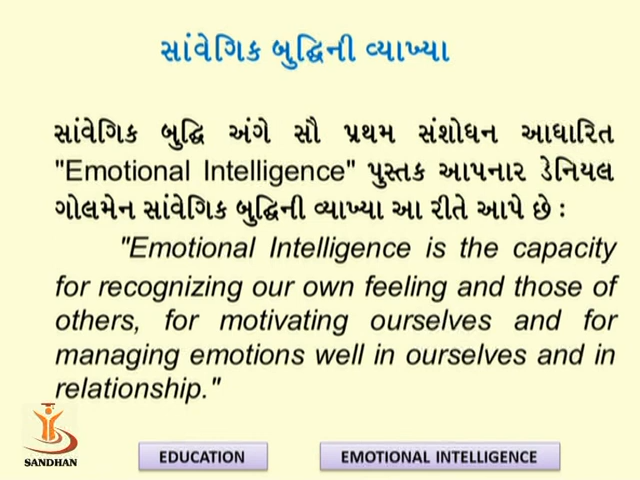 સાંવેગિક બુદ્ધિની વ્યાખ્યા
સાંવેગિક બુદ્ધિ અંગે સૌ પ્રથમ સંશોધન આધારિત
"Emotional Intelligence" પુસ્તક આપનાર ડેનિયલ
ગોલમેન સાંવેગિક બુદ્ધિની વ્યાખ્યા આ રીતે આપે છે :
"Emotional Intelligence is the capacity
for recognizing our own feeling and those of
others, for motivating ourselves and for
managing emotions well in ourselves and in
relationship."
SANDHAN
EDUCATION
EMOTIONAL INTELLIGENCE